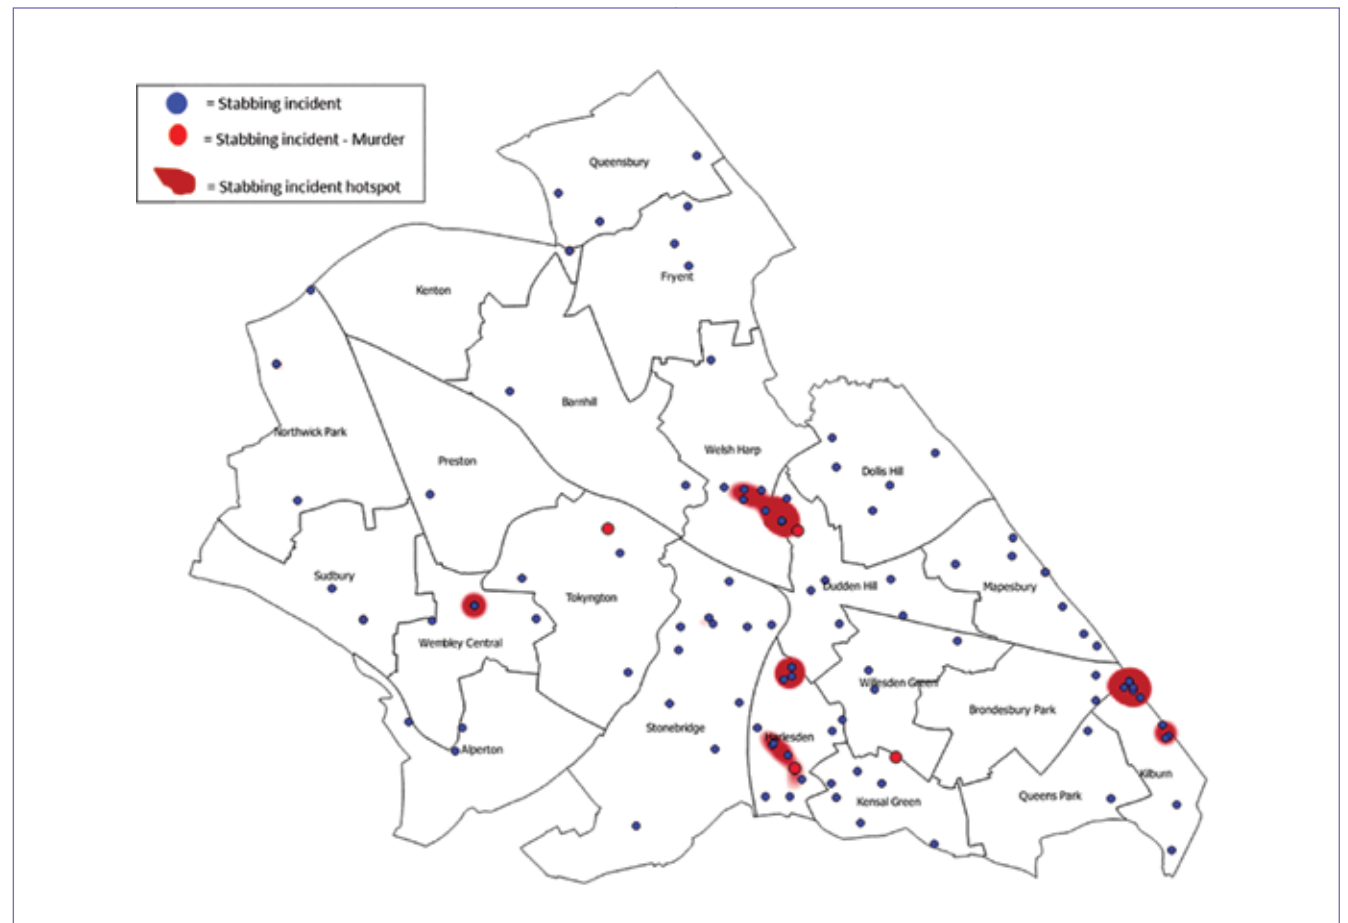 = Stabbing incident
= Stabbing incident - Murder
= Stabbing incident hotspot
Queensbury
Fryent
Kenton
Barnhill
Northwick Park
Welsh Harp
Preston
Dollis Hill
Sudbury
Dudden Hill
Mapesbury
Tokyngton
Wembley Central
Willesden Green
Brondesbury Park
Stonebridge
Harlesden
Alperton
Kilburn
Queens Park
Kensal Green